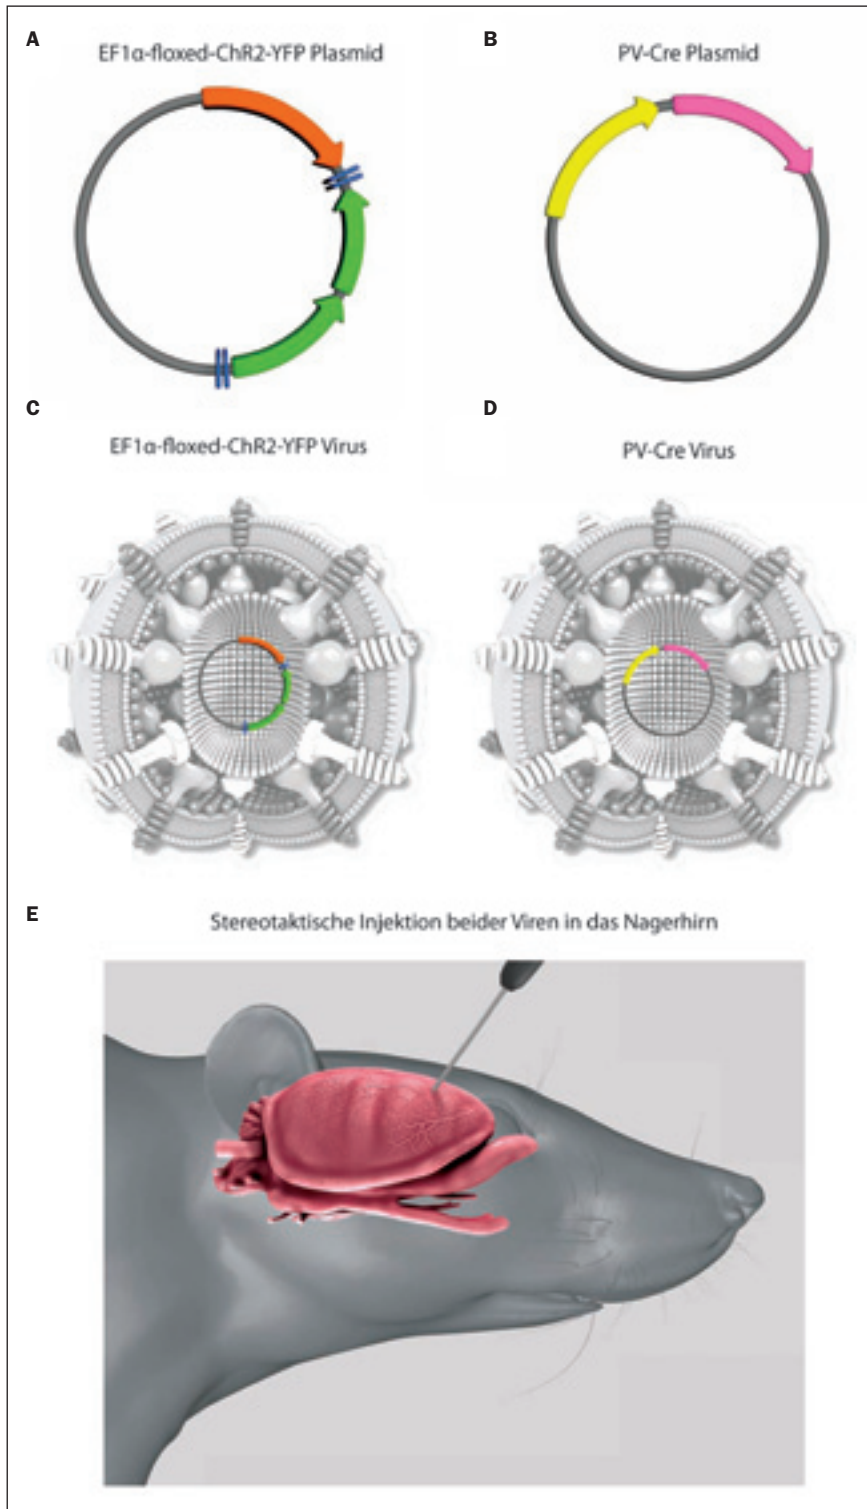 A
EF1α-floxed-ChR2-YFP Plasmid
B
PV-Cre Plasmid
C
EF1α-floxed-ChR2-YFP Virus
D
PV-Cre Virus
E
Stereotaktische Injektion beider Viren in das Nagerhirn